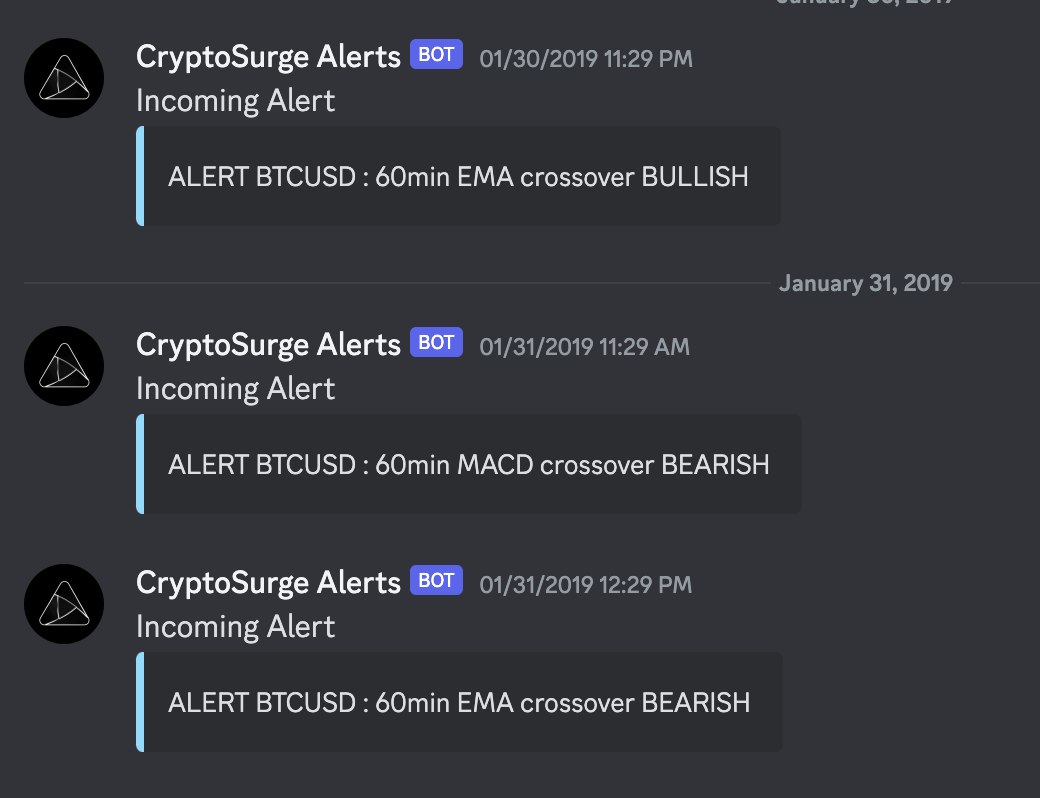 CryptoSurge Alerts BOT 01/30/2019 11:29 PM
Incoming Alert
ALERT BTCUSD : 60min EMA crossover BULLISH
January 31, 2019
CryptoSurge Alerts BOT 01/31/2019 11:29 AM
Incoming Alert
ALERT BTCUSD : 60min MACD crossover BEARISH
CryptoSurge Alerts BOT 01/31/2019 12:29 PM
Incoming Alert
ALERT BTCUSD : 60min EMA crossover BEARISH